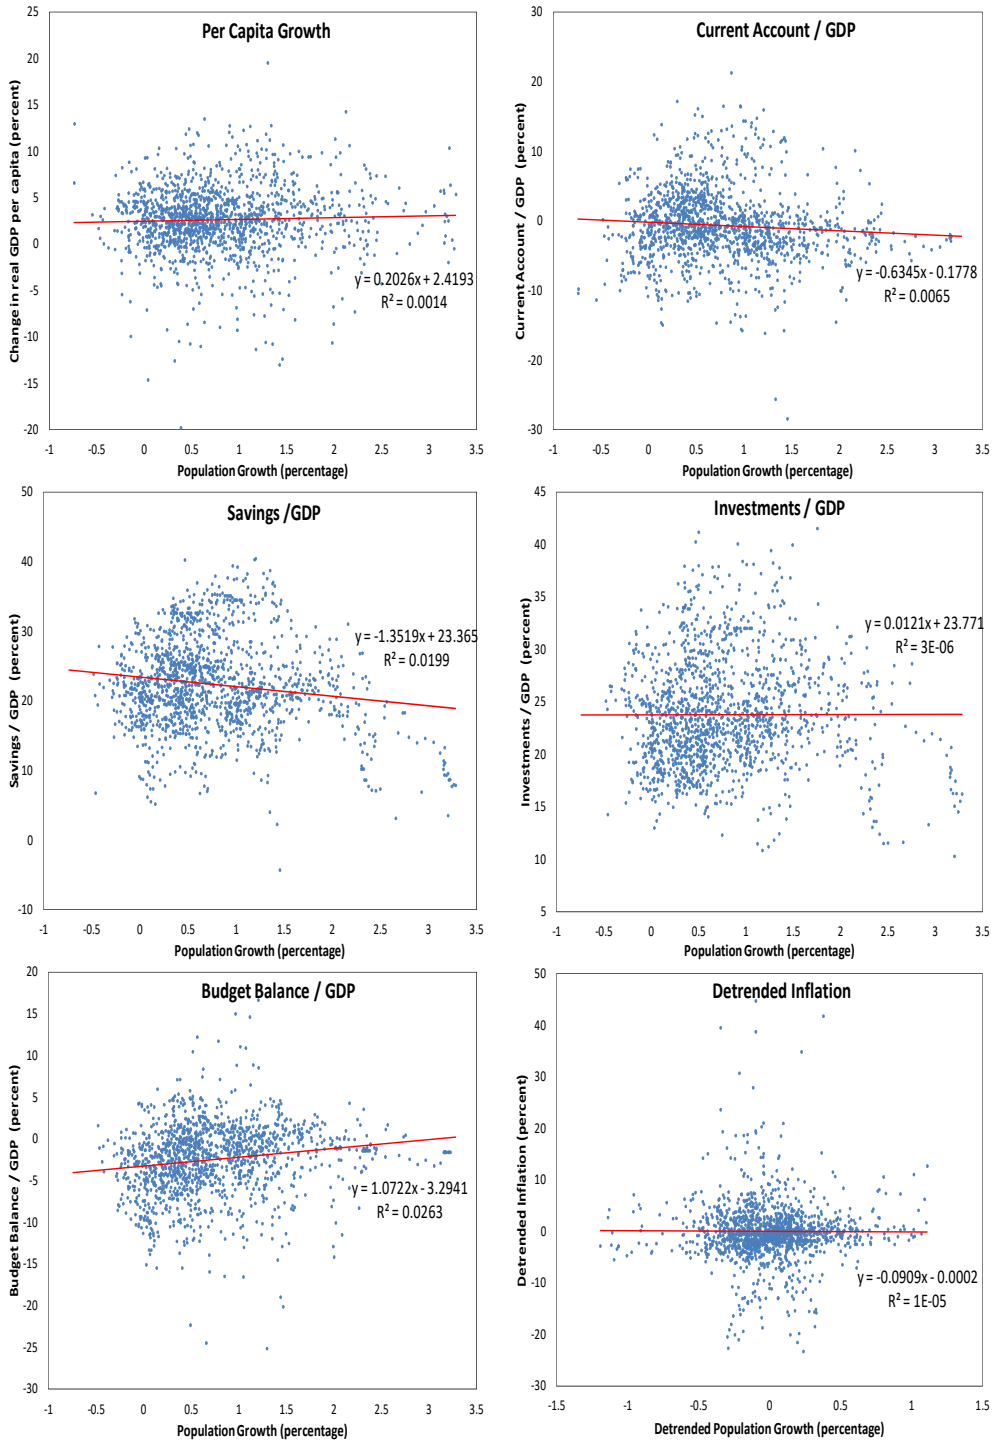 Per Capita Growth
Change in real GDP per capita (percent)
25
20
15
10
5
0
-5
-10
-15
-20
y = 0.2026x + 2.4193
R² = 0.0014
-1 -0.5 0 0.5 1 1.5 2 2.5 3 3.5
Population Growth (percentage)
Current Account / GDP
Current Account / GDP (percent)
30
20
10
0
-10
-20
-30
y = -0.6345x - 0.1778
R² = 0.0065
-1 -0.5 0 0.5 1 1.5 2 2.5 3 3.5
Population Growth (percentage)
Savings /GDP
Savings / GDP (percent)
50
40
30
20
10
0
-10
y = -1.3519x + 23.365
R² = 0.0199
-1 -0.5 0 0.5 1 1.5 2 2.5 3 3.5
Population Growth (percentage)
Investments / GDP
Investments / GDP (percent)
45
40
35
30
25
20
15
10
5
y = 0.0121x + 23.771
R² = 3E-06
-1 -0.5 0 0.5 1 1.5 2 2.5 3 3.5
Population Growth (percentage)
Budget Balance / GDP
Budget Balance / GDP (percent)
20
15
10
5
0
-5
-10
-15
-20
-25
-30
y = 1.0722x - 3.2941
R² = 0.0263
-1 -0.5 0 0.5 1 1.5 2 2.5 3 3.5
Population Growth (percentage)
Detrended Inflation
Detrended Inflation (percent)
50
40
30
20
10
0
-10
-20
-30
y = -0.0909x - 0.0002
R² = 1E-05
-1.5 -1 -0.5 0 0.5 1 1.5
Detrended Population Growth (percentage)